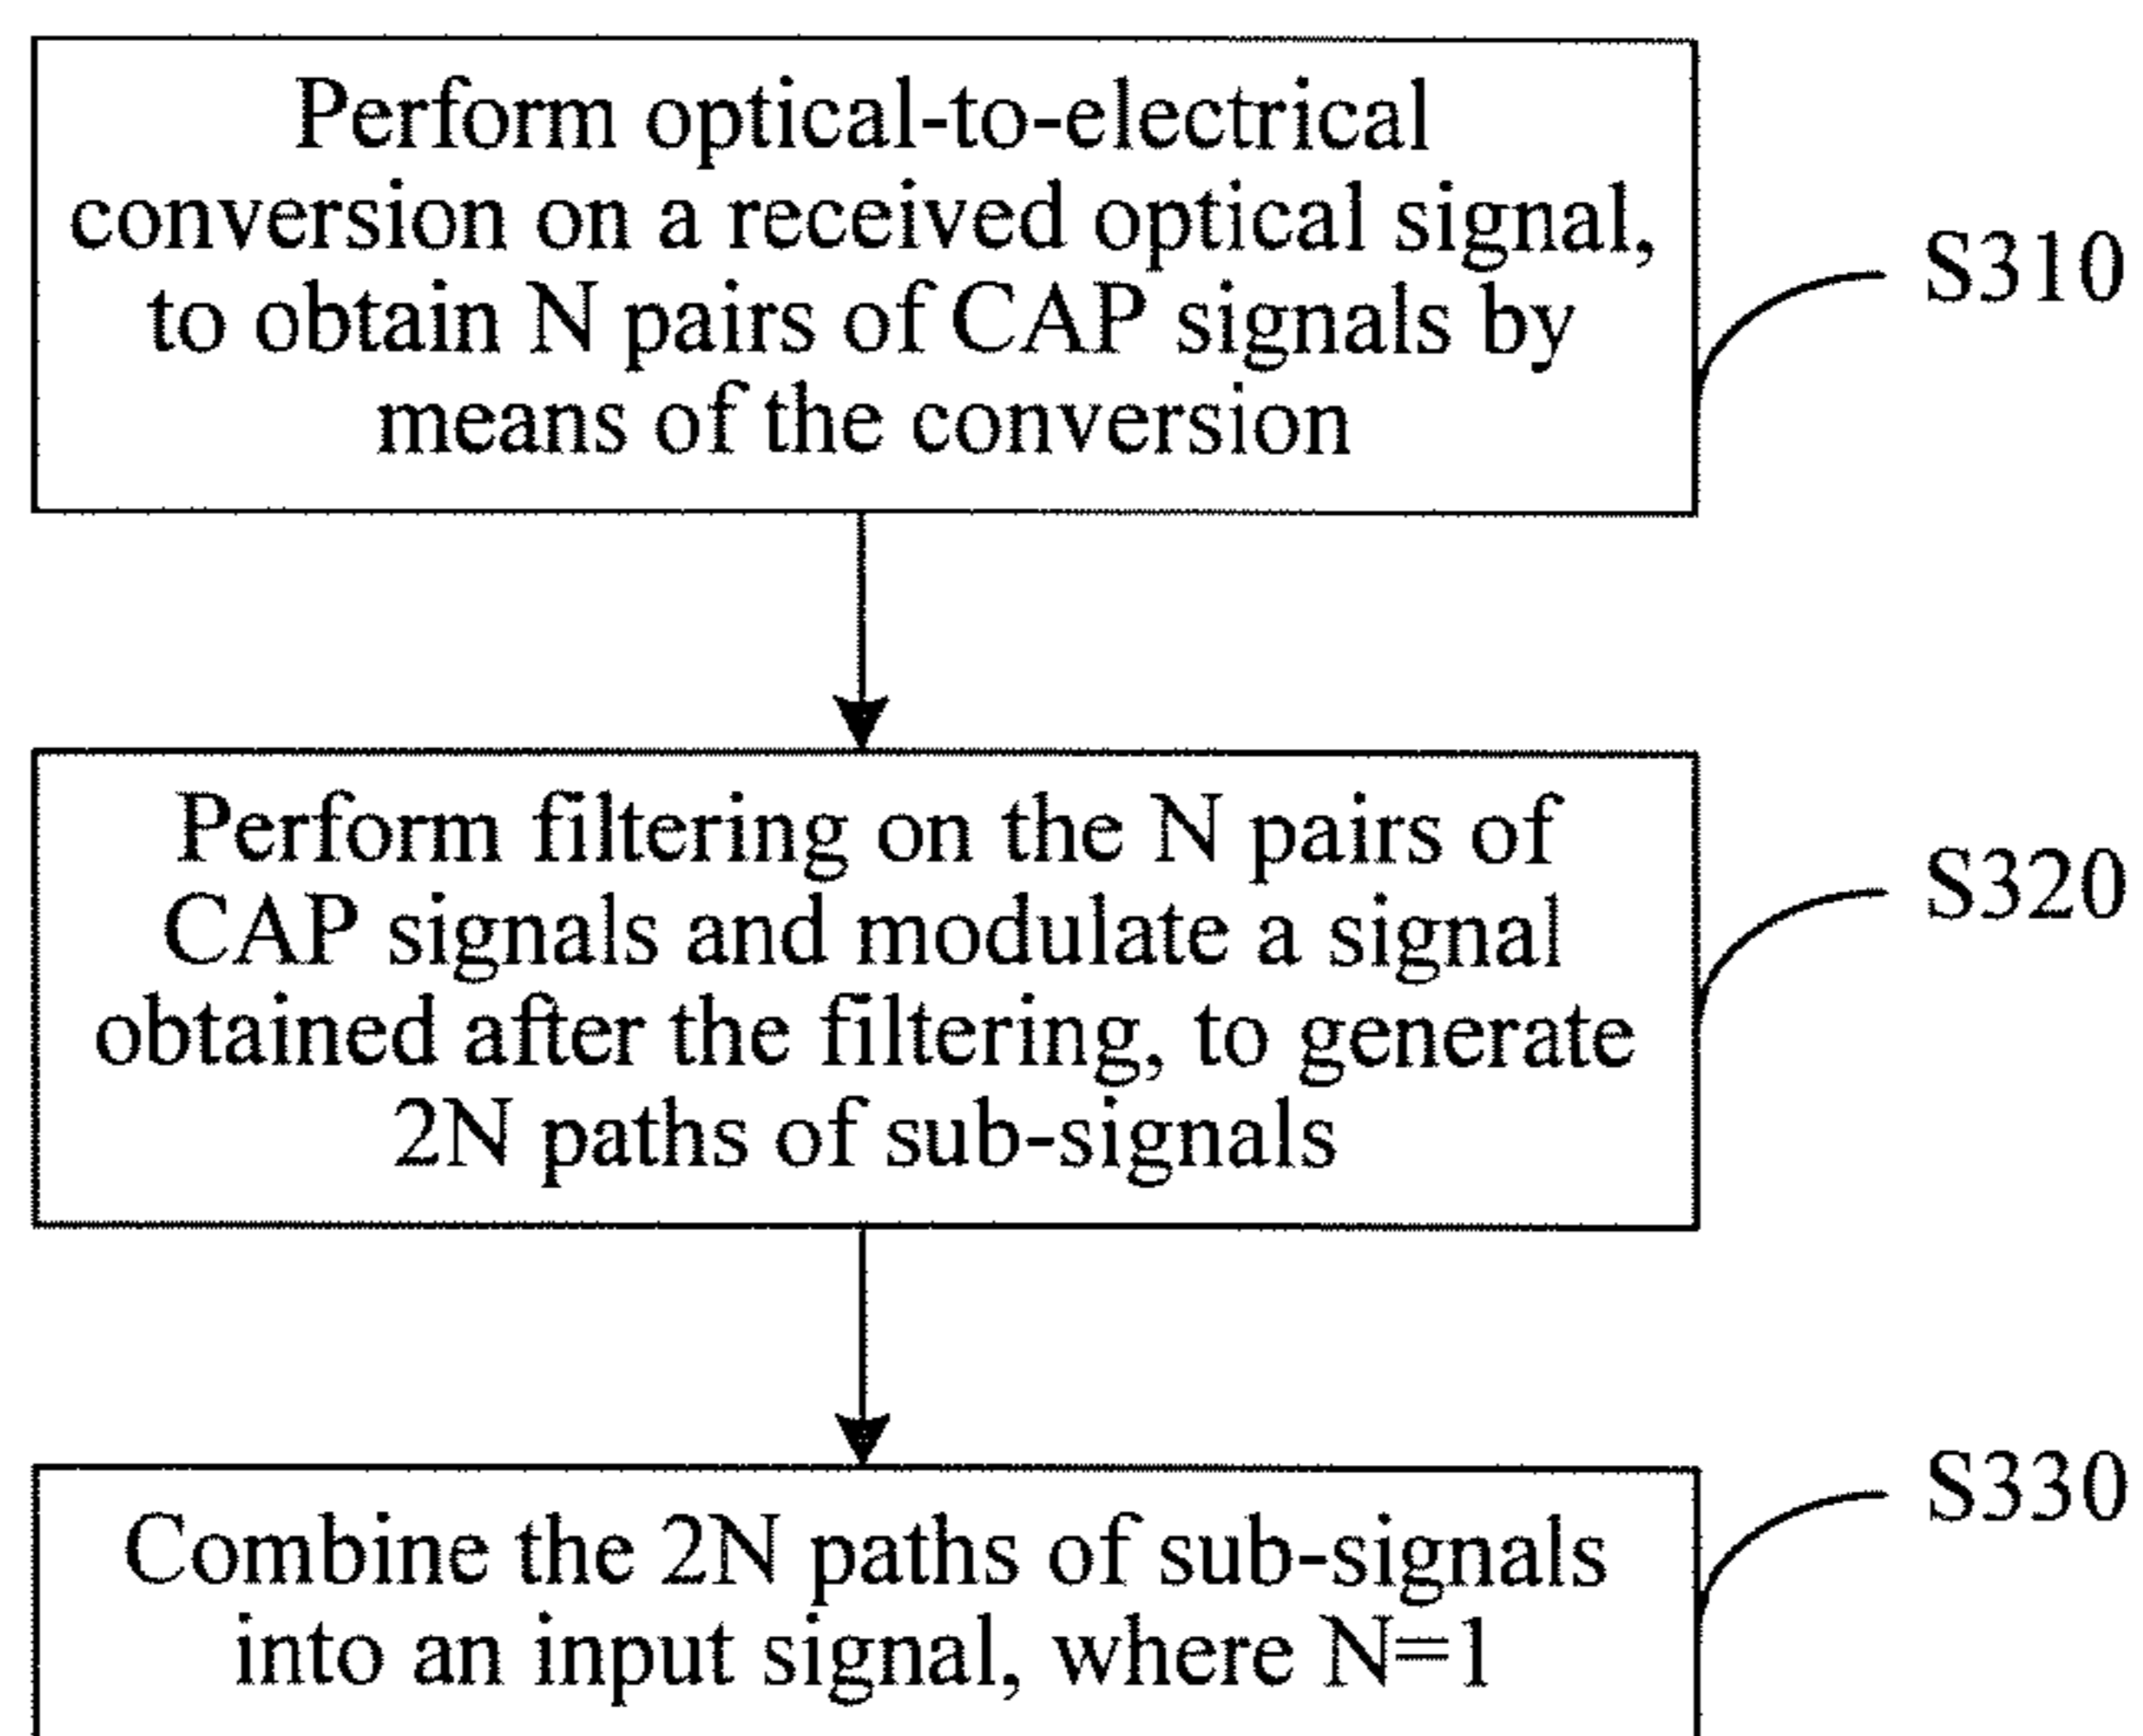 Perform optical-to-electrical
conversion on a received optical signal,
to obtain N pairs of CAP signals by
means of the conversion
S310
Perform filtering on the N pairs of
CAP signals and modulate a signal
obtained after the filtering, to generate
2N paths of sub-signals
S320
Combine the 2N paths of sub-signals
into an input signal, where N=1
S330